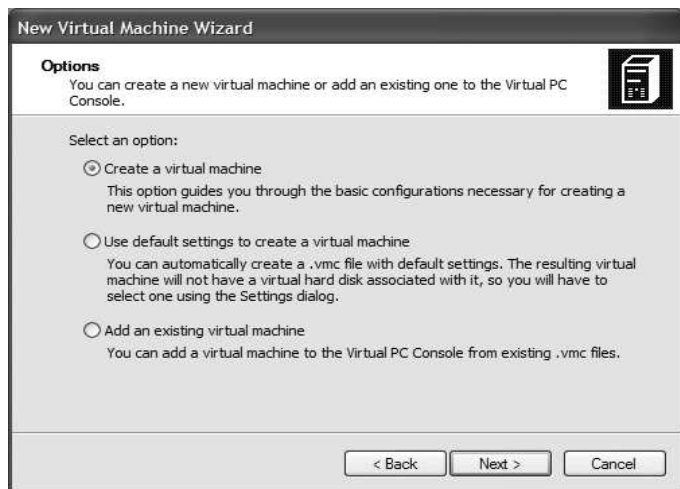 New Virtual Machine Wizard
Options
You can create a new virtual machine or add an existing one to the Virtual PC
Console.
Select an option:
Create a virtual machine
This option guides you through the basic configurations necessary for creating a
new virtual machine.
Use default settings to create a virtual machine
You can automatically create a .vmc file with default settings. The resulting virtual
machine will not have a virtual hard disk associated with it, so you will have to
select one using the Settings dialog.
Add an existing virtual machine
You can add a virtual machine to the Virtual PC Console from existing .vmc files.
< Back Next > Cancel